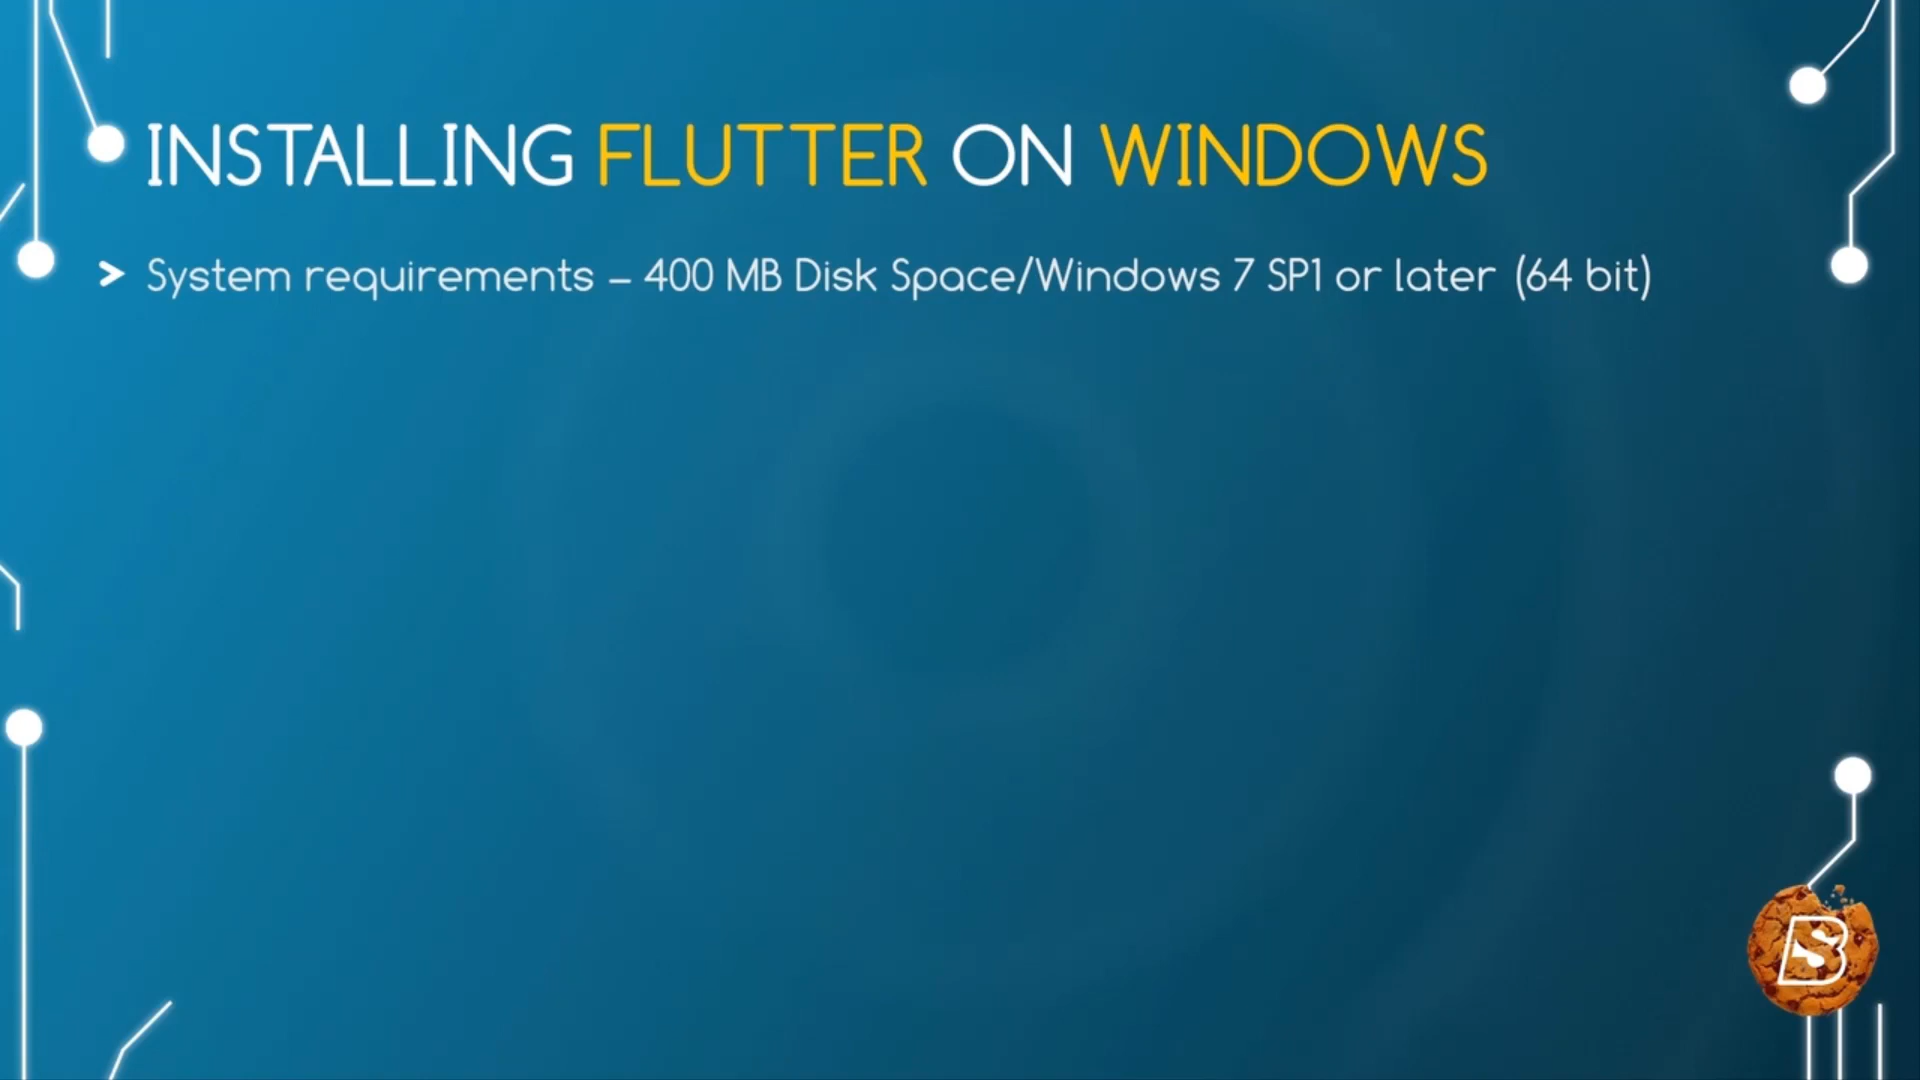 INSTALLING FLUTTER ON WINDOWS
System requirements – 400 MB Disk Space/Windows 7 SP1 or later (64 bit)